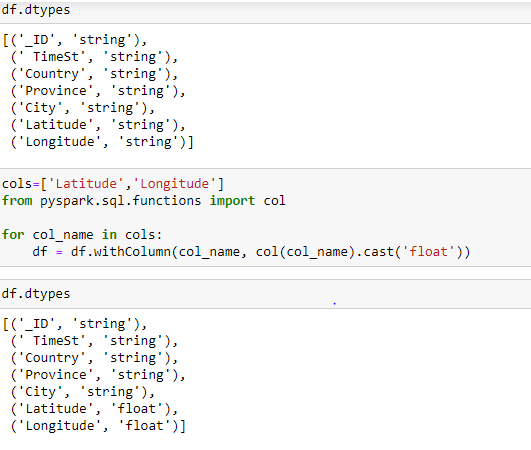 df.dtypes
[('_ID', 'string'),
 (' TimeSt', 'string'),
 ('Country', 'string'),
 ('Province', 'string'),
 ('City', 'string'),
 ('Latitude', 'string'),
 ('Longitude', 'string')]
cols=['Latitude','Longitude']
from pyspark.sql.functions import col
for col_name in cols:
    df = df.withColumn(col_name, col(col_name).cast('float'))
df.dtypes
[('_ID', 'string'),
 (' TimeSt', 'string'),
 ('Country', 'string'),
 ('Province', 'string'),
 ('City', 'string'),
 ('Latitude', 'float'),
 ('Longitude', 'float')]